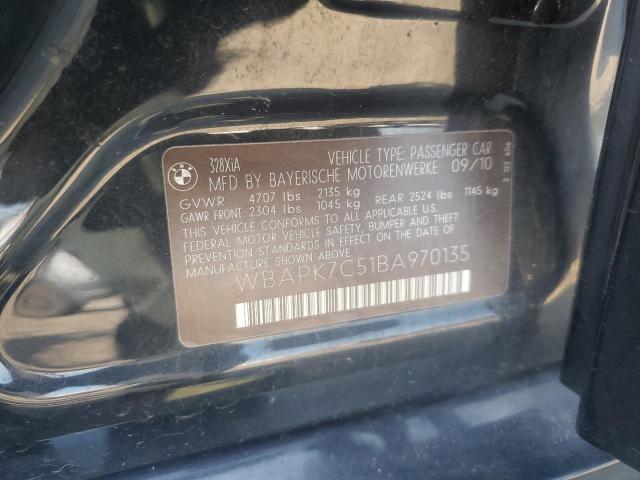 BMW
328XiA VEHICLE TYPE: PASSENGER CAR
MFD BY BAYERISCHE MOTORENWERKE 09/10
GVWR 4707 lbs 2135 kg
GAWR FRONT 2304 lbs 1045 kg REAR 2524 lbs 1145 kg
THIS VEHICLE CONFORMS TO ALL APPLICABLE
FEDERAL MOTOR VEHICLE SAFETY, BUMPER AND THEFT
PREVENTION STANDARDS IN EFFECT ON THE DATE OF
MANUFACTURE SHOWN ABOVE.
WBAPK7C51BA970135